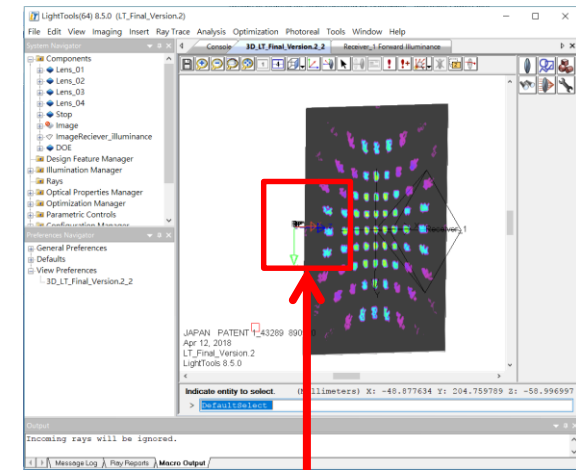 LightTools(64) 8.5.0 (LT_Final_Version.2)
File Edit View Imaging Insert Ray Trace Analysis Optimization Photoreal Tools Window Help
System Navigator
Console 3D_LT_Final_Version.2_2 Receiver_1 Forward Illuminance
Components
Lens_01
Lens_02
Lens_03
Lens_04
Stop
Image
ImageReciever_illuminance
DOE
Design Feature Manager
Illumination Manager
Rays
Optical Properties Manager
Optimization Manager
Parametric Controls
Configuration Manager
Preferences Navigator
General Preferences
Defaults
View Preferences
3D_LT_Final_Version.2_2
JAPAN PATENT
Apr 12, 2018
LT_Final_Version.2
LightTools 8.5.0
Indicate entity to select. (Millimeters) X: -48.877634 Y: 204.759789 Z: -58.996997
> DefaultSelect
Output
Incoming rays will be ignored.
Message Log Ray Reports Macro Output